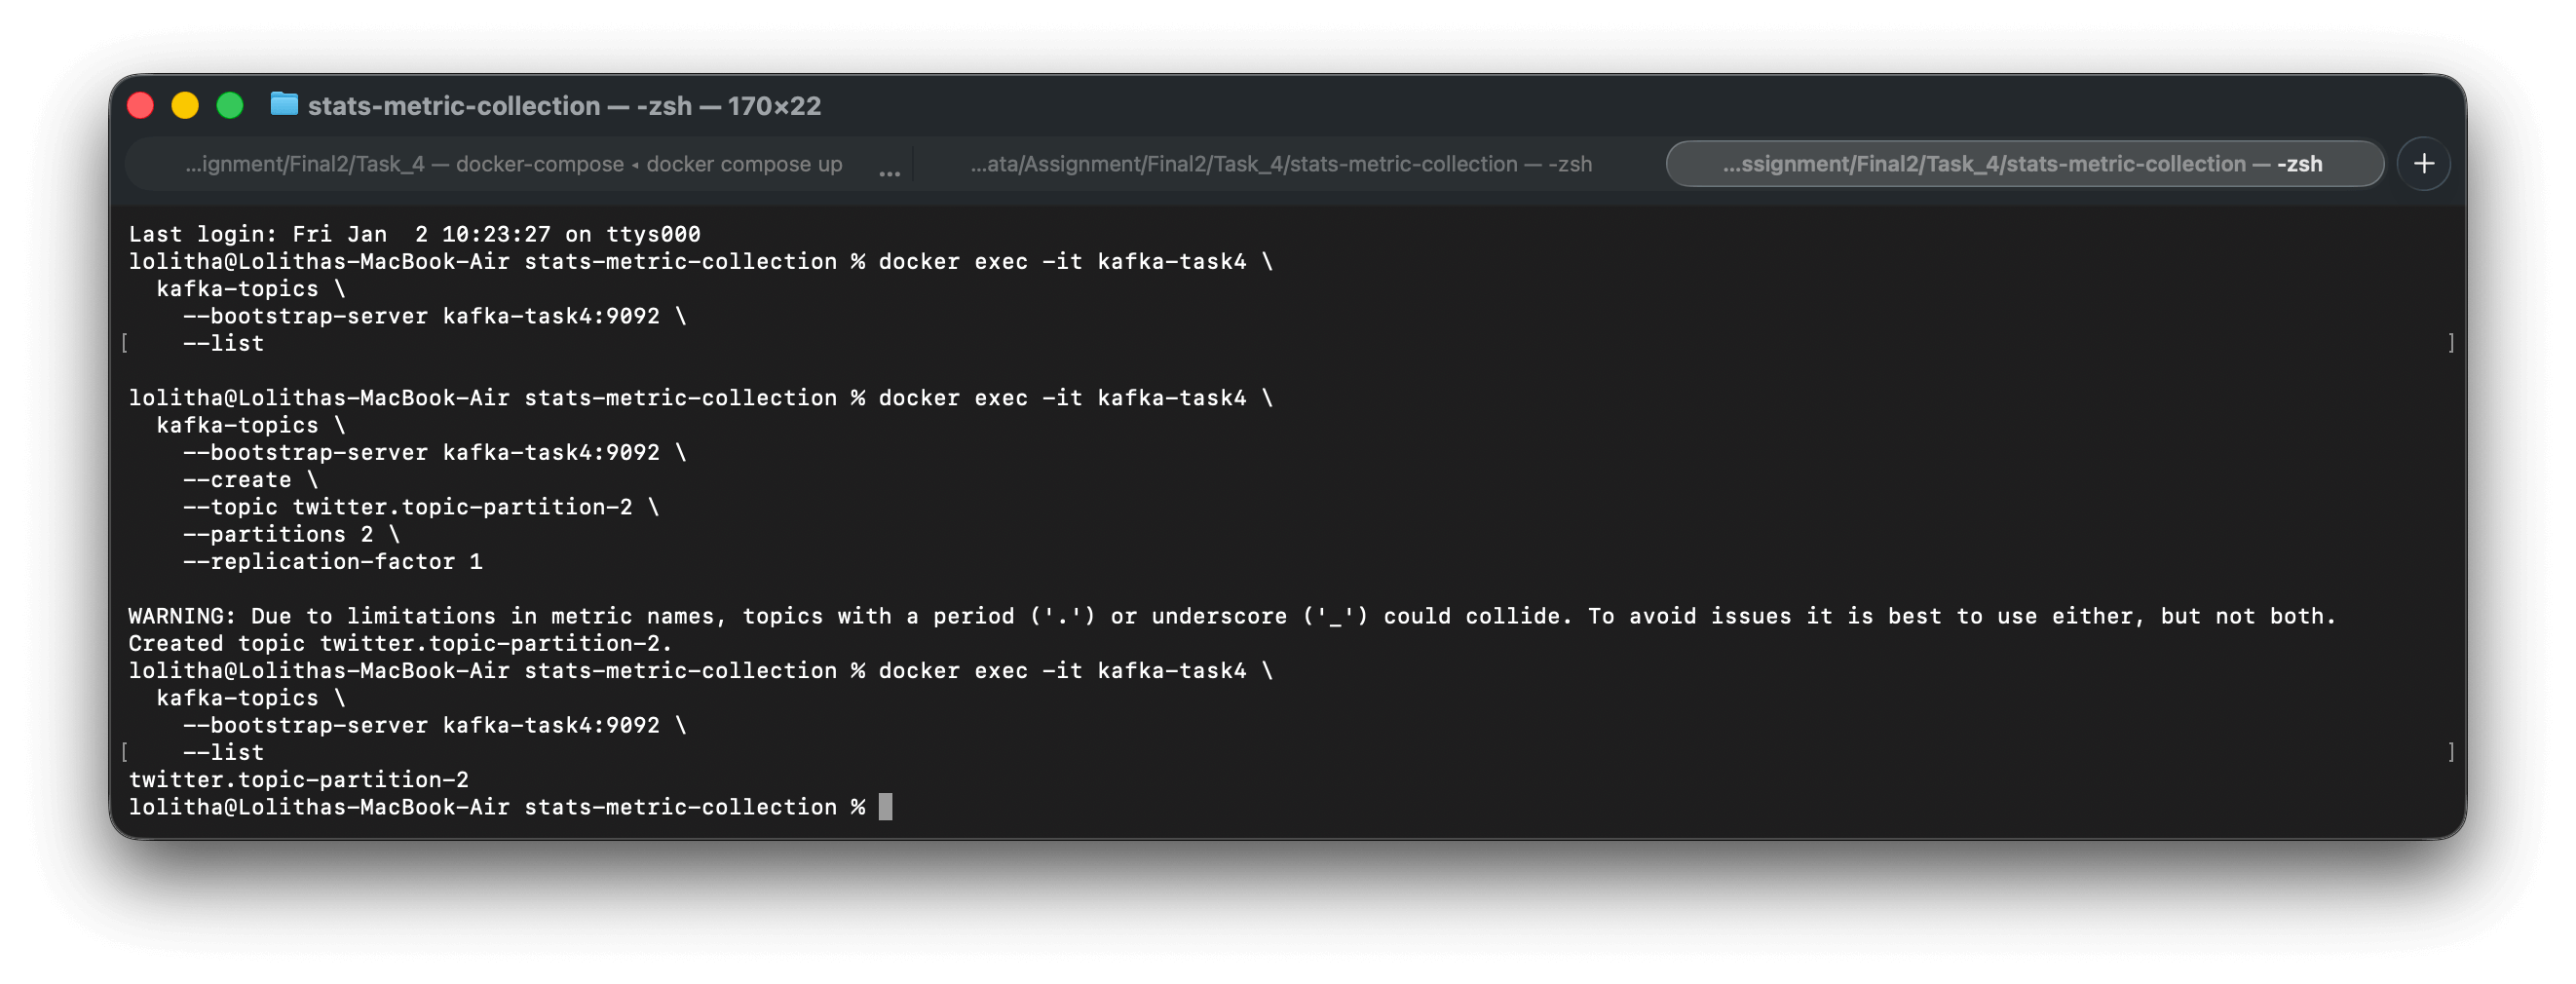 stats-metric-collection — -zsh — 170×22
...ignment/Final2/Task_4 — docker-compose ◂ docker compose up ... ...ata/Assignment/Final2/Task_4/stats-metric-collection — -zsh ...ssignment/Final2/Task_4/stats-metric-collection — -zsh +
Last login: Fri Jan  2 10:23:27 on ttys000
lolitha@Lolithas-MacBook-Air stats-metric-collection % docker exec -it kafka-task4 \
  kafka-topics \
    --bootstrap-server kafka-task4:9092 \
[    --list ]
lolitha@Lolithas-MacBook-Air stats-metric-collection % docker exec -it kafka-task4 \
  kafka-topics \
    --bootstrap-server kafka-task4:9092 \
    --create \
    --topic twitter.topic-partition-2 \
    --partitions 2 \
    --replication-factor 1
WARNING: Due to limitations in metric names, topics with a period ('.') or underscore ('_') could collide. To avoid issues it is best to use either, but not both.
Created topic twitter.topic-partition-2.
lolitha@Lolithas-MacBook-Air stats-metric-collection % docker exec -it kafka-task4 \
  kafka-topics \
    --bootstrap-server kafka-task4:9092 \
[    --list ]
twitter.topic-partition-2
lolitha@Lolithas-MacBook-Air stats-metric-collection %